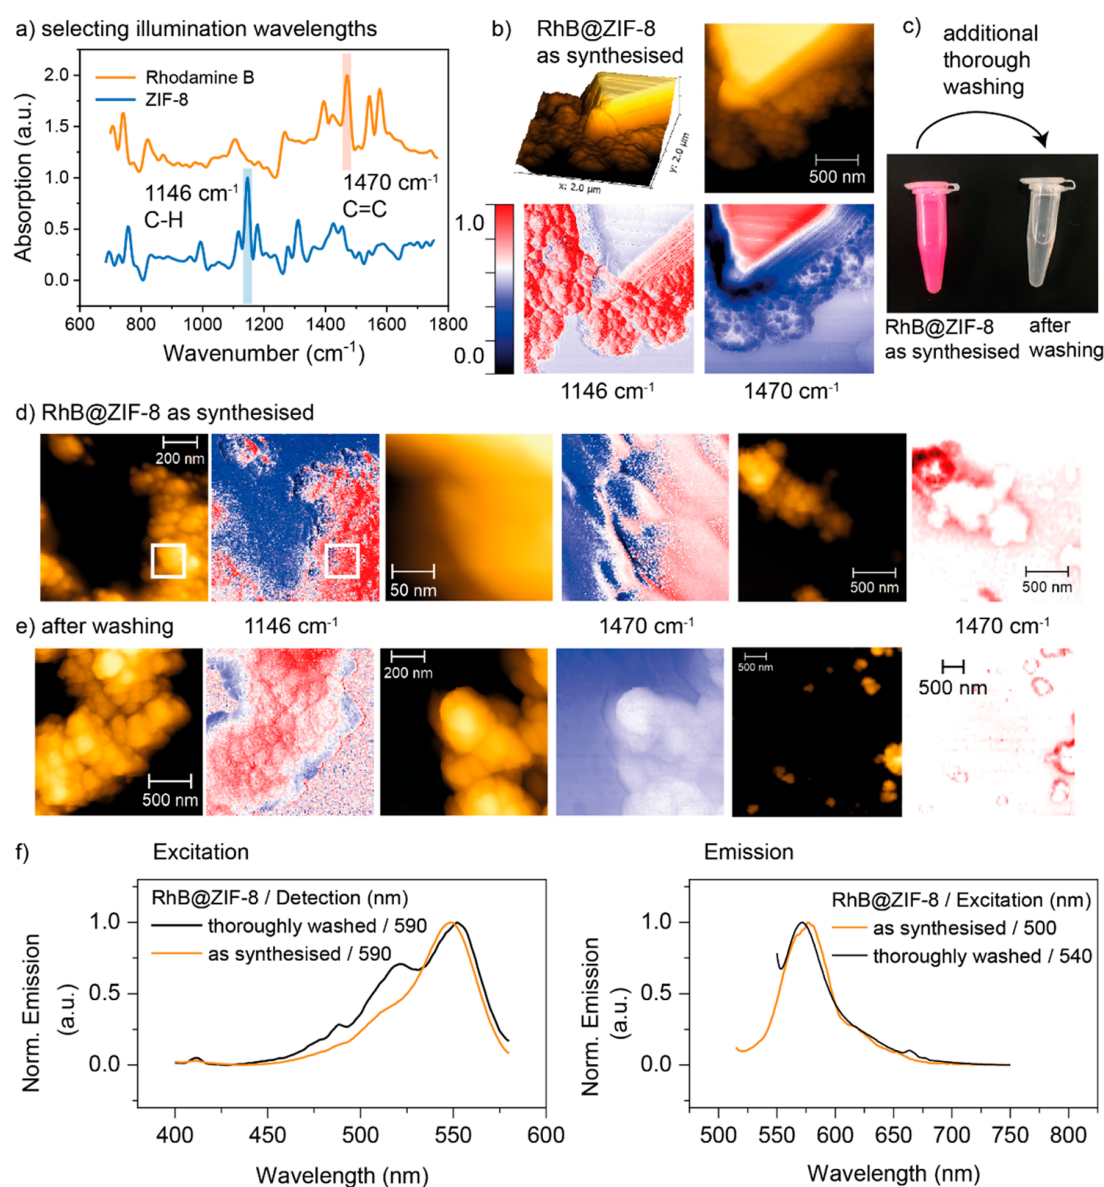 a) selecting illumination wavelengths
Rhodamine B
ZIF-8
1146 cm-1
C-H
1470 cm-1
C=C
Absorption (a.u.)
2.0
1.5
1.0
0.5
0.0
600 800 1000 1200 1400 1600 1800
Wavenumber (cm-1)
b) RhB@ZIF-8
as synthesised
x: 2.0 µm
y: 2.0 µm
500 nm
1.0
0.0
1146 cm-1
1470 cm-1
c) additional
thorough
washing
RhB@ZIF-8
as synthesised
after
washing
d) RhB@ZIF-8 as synthesised
200 nm
50 nm
500 nm
500 nm
e) after washing
1146 cm-1
1470 cm-1
1470 cm-1
500 nm
200 nm
500 nm
500 nm
f) Excitation
RhB@ZIF-8 / Detection (nm)
thoroughly washed / 590
as synthesised / 590
Norm. Emission
(a.u.)
1.0
0.5
0.0
400 450 500 550 600
Wavelength (nm)
Emission
RhB@ZIF-8 / Excitation (nm)
as synthesised / 500
thoroughly washed / 540
Norm. Emission
(a.u.)
1.0
0.5
0.0
500 550 600 650 700 750 800
Wavelength (nm)